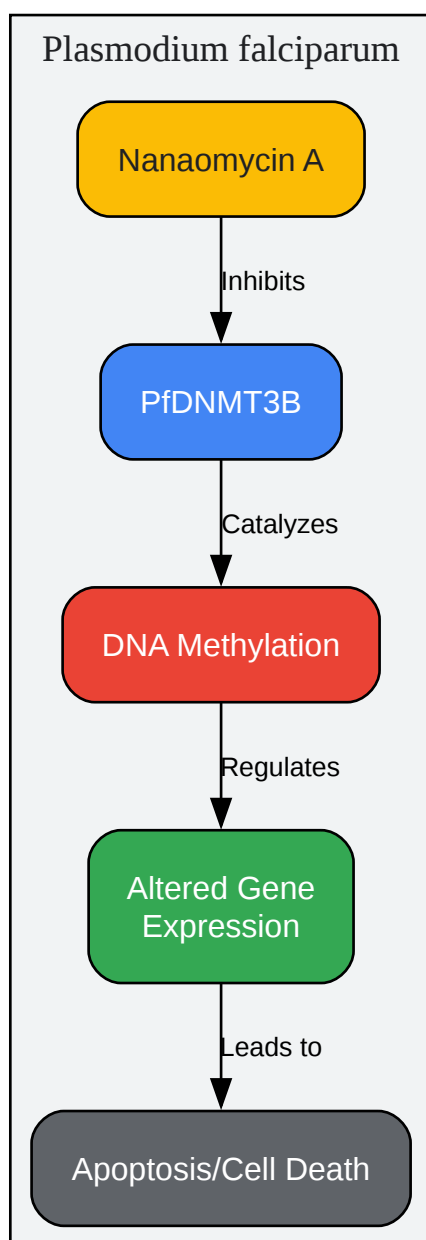 Plasmodium falciparum
Nanaomycin A
Inhibits
PfDNMT3B
Catalyzes
DNA Methylation
Regulates
Altered Gene
Expression
Leads to
Apoptosis/Cell Death